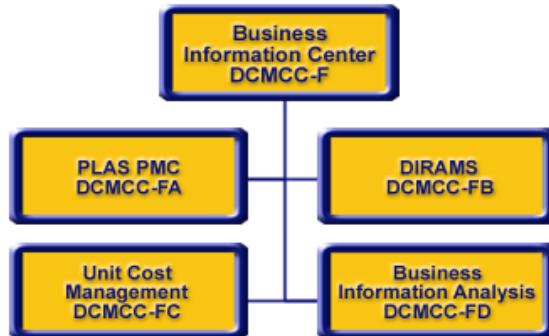 Business
Information Center
DCMCC-F
PLAS PMC
DCMCC-FA
DIRAMS
DCMCC-FB
Unit Cost
Management
DCMCC-FC
Business
Information Analysis
DCMCC-FD